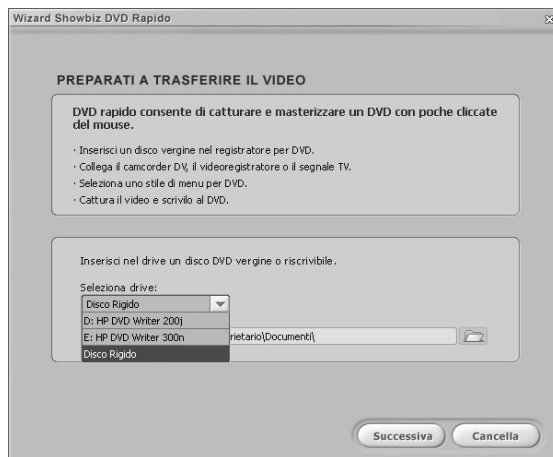 Wizard Showbiz DVD Rapido
PREPARATI A TRASFERIRE IL VIDEO
DVD rapido consente di catturare e masterizzare un DVD con poche cliccate
del mouse.
· Inserisci un disco vergine nel registratore per DVD.
· Collega il camcorder DV, il videoregistratore o il segnale TV.
· Seleziona uno stile di menu per DVD.
· Cattura il video e scrivilo al DVD.
Inserisci nel drive un disco DVD vergine o riscrivibile.
Seleziona drive:
Disco Rigido
D: HP DVD Writer 200j
E: HP DVD Writer 300n
rietario\Documenti\
Disco Rigido
Successiva
Cancella